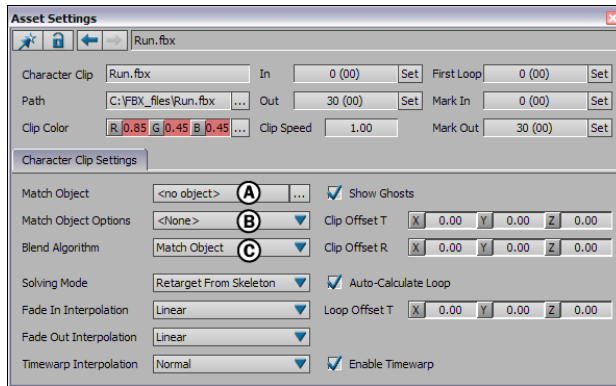 Asset Settings
Run.fbx
Character Clip Run.fbx In 0 (00) Set First Loop 0 (00) Set
Path C:\FBX_files\Run.fbx ... Out 30 (00) Set Mark In 0 (00) Set
Clip Color R 0.85 G 0.45 B 0.45 ... Clip Speed 1.00 Mark Out 30 (00) Set
Character Clip Settings
Match Object <no object> A ... Show Ghosts
Match Object Options <None> B Clip Offset T X 0.00 Y 0.00 Z 0.00
Blend Algorithm Match Object C Clip Offset R X 0.00 Y 0.00 Z 0.00
Solving Mode Retarget From Skeleton Auto-Calculate Loop
Fade In Interpolation Linear Loop Offset T X 0.00 Y 0.00 Z 0.00
Fade Out Interpolation Linear
Timewarp Interpolation Normal Enable Timewarp